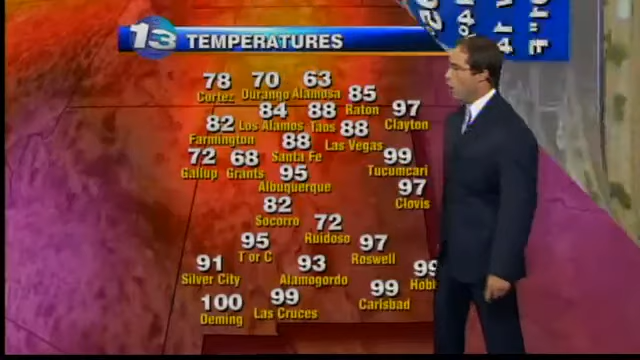 13 TEMPERATURES
78 70 63
Cortez Durango Alamosa
85
Raton
84 88 97
Los Alamos Taos Clayton
82 88
Farmington Las Vegas
88
Santa Fe
72 68 99
Gallup Grants Tucumcari
95 97
Albuquerque Clovis
82
Socorro
72
Ruidoso
95 97
T or C Roswell
91 93 99
Silver City Alamogordo
99
Carlsbad
100 99
Deming Las Cruces